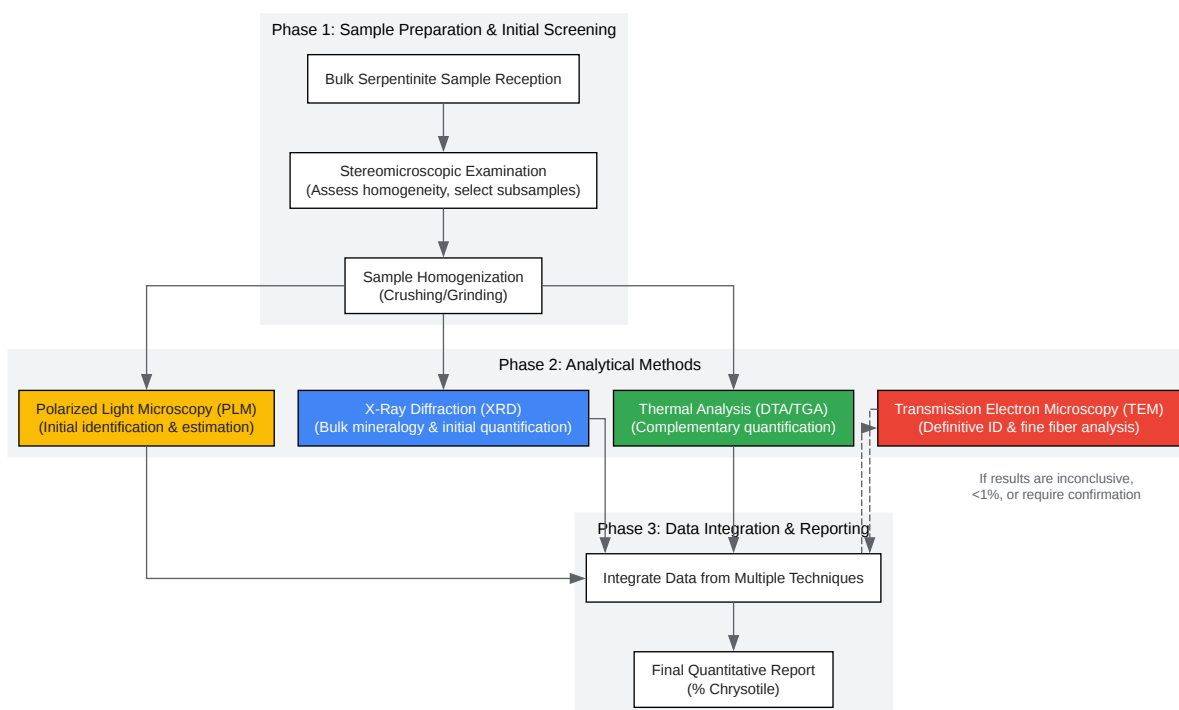 Phase 1: Sample Preparation & Initial Screening
Bulk Serpentinite Sample Reception
Stereomicroscopic Examination
(Assess homogeneity, select subsamples)
Sample Homogenization
(Crushing/Grinding)
Phase 2: Analytical Methods
Polarized Light Microscopy (PLM)
(Initial identification & estimation)
X-Ray Diffraction (XRD)
(Bulk mineralogy & initial quantification)
Thermal Analysis (DTA/TGA)
(Complementary quantification)
Transmission Electron Microscopy (TEM)
(Definitive ID & fine fiber analysis)
If results are inconclusive,
<1%, or require confirmation
Phase 3: Data Integration & Reporting
Integrate Data from Multiple Techniques
Final Quantitative Report
(% Chrysotile)